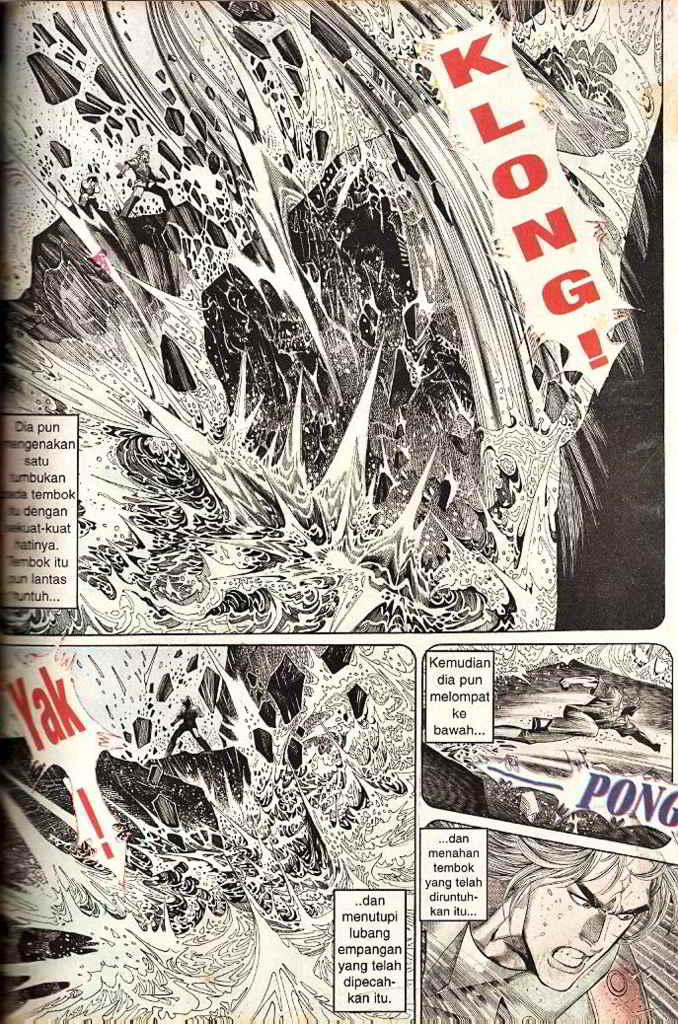 KLONG!
Dia pun
mengenakan
satu
tumbukan
pada tembok
itu dengan
sekuat-kuat
hatinya.
Tembok itu
pun lantas
runtuh...
Kemudian
dia pun
melompat
ke
bawah...
PONG
...dan
menahan
tembok
yang telah
diruntuh-
kan itu...
Yak!
..dan
menutupi
lubang
empangan
yang telah
dipecah-
kan itu.